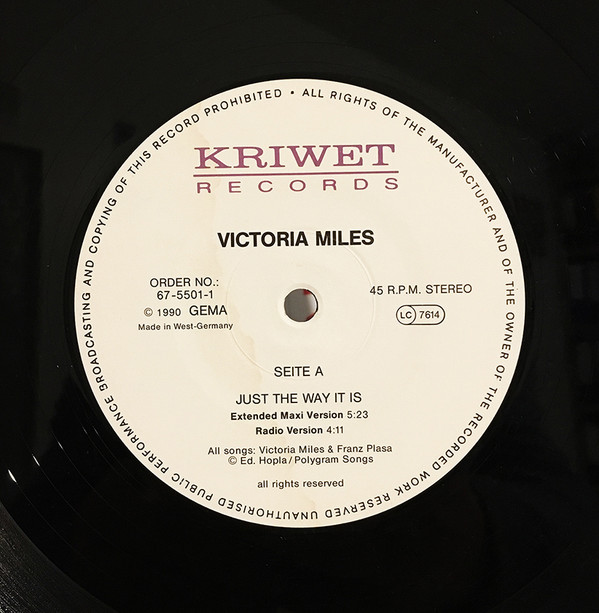 ALL RIGHTS OF THE MANUFACTURER AND OF THE OWNER OF THE RECORDED WORK RESERVED UNAUTHORISED PUBLIC PERFORMANCE BROADCASTING AND COPYING OF THIS RECORD PROHIBITED •
KRIWET
RECORDS
VICTORIA MILES
ORDER NO.:
67-5501-1
℗ 1990 GEMA
Made in West-Germany
45 R.P.M. STEREO
LC 7614
SEITE A
JUST THE WAY IT IS
Extended Maxi Version 5:23
Radio Version 4:11
All songs: Victoria Miles & Franz Plasa
© Ed. Hopla/Polygram Songs
all rights reserved